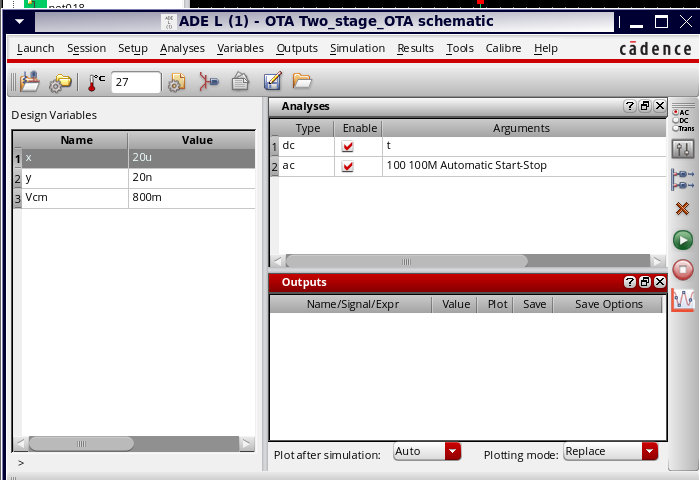 net018
ADE L (1) - OTA Two_stage_OTA schematic
Launch Session Setup Analyses Variables Outputs Simulation Results Tools Calibre Help cādence
°C 27
Design Variables
Name Value
1 x 20u
2 y 20n
3 Vcm 800m
>
Analyses
Type Enable Arguments
1 dc t
2 ac 100 100M Automatic Start-Stop
Outputs
Name/Signal/Expr Value Plot Save Save Options
Plot after simulation: Auto Plotting mode: Replace
AC
DC
Trans